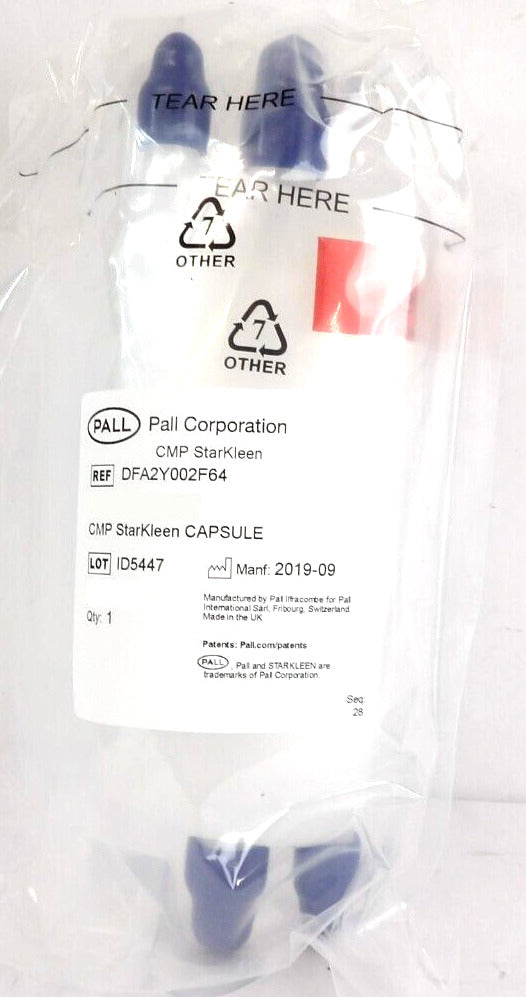 TEAR HERE
TEAR HERE
7
OTHER
7
OTHER
PALL Pall Corporation
CMP StarKleen
REF DFA2Y002F64
CMP StarKleen CAPSULE
LOT ID5447 Manf: 2019-09
Manufactured by Pall Ilfracombe for Pall
International Sàrl, Fribourg, Switzerland
Made in the UK
Qty: 1
Patents: Pall.com/patents
PALL , Pall and STARKLEEN are
trademarks of Pall Corporation.
Seq:
28